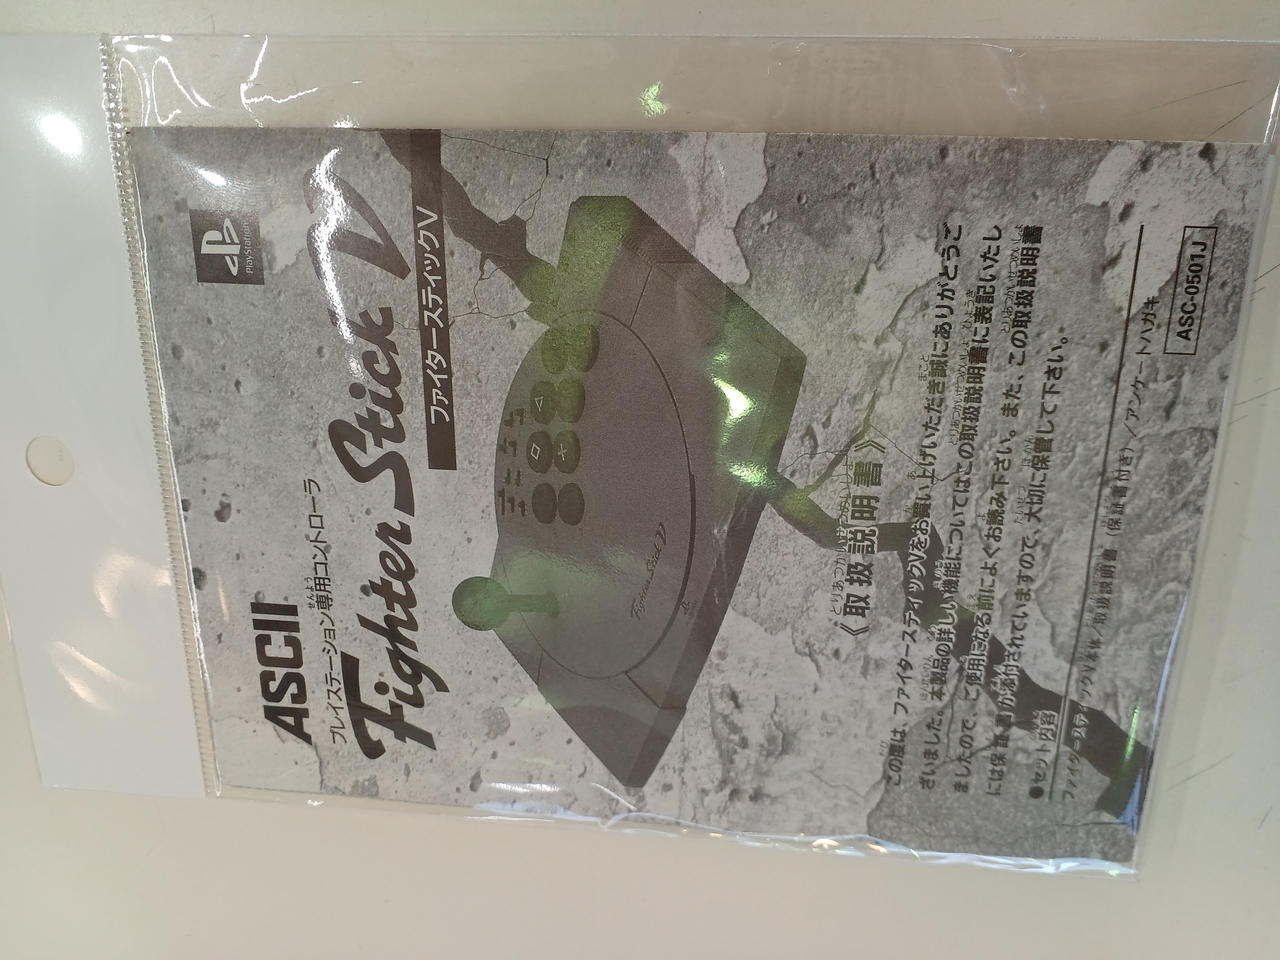 PlayStation
ASCII
プレイステーション専用コントローラ
Fighter Stick V
ファイタースティックV
Fighter Stick V
《取扱説明書》
この度は、ファイタースティックVをお買い上げいただき誠にありがとうご
ざいました。本製品の詳しい機能についてはこの取扱説明書に表記いたし
ましたので、ご使用になる前によくお読み下さい。また、この取扱説明書
には保証書が添付されていますので、大切に保管して下さい。
●セット内容
ファイタースティックV本体/取扱説明書(保証書付き)/アンケートハガキ
ASC-0501J